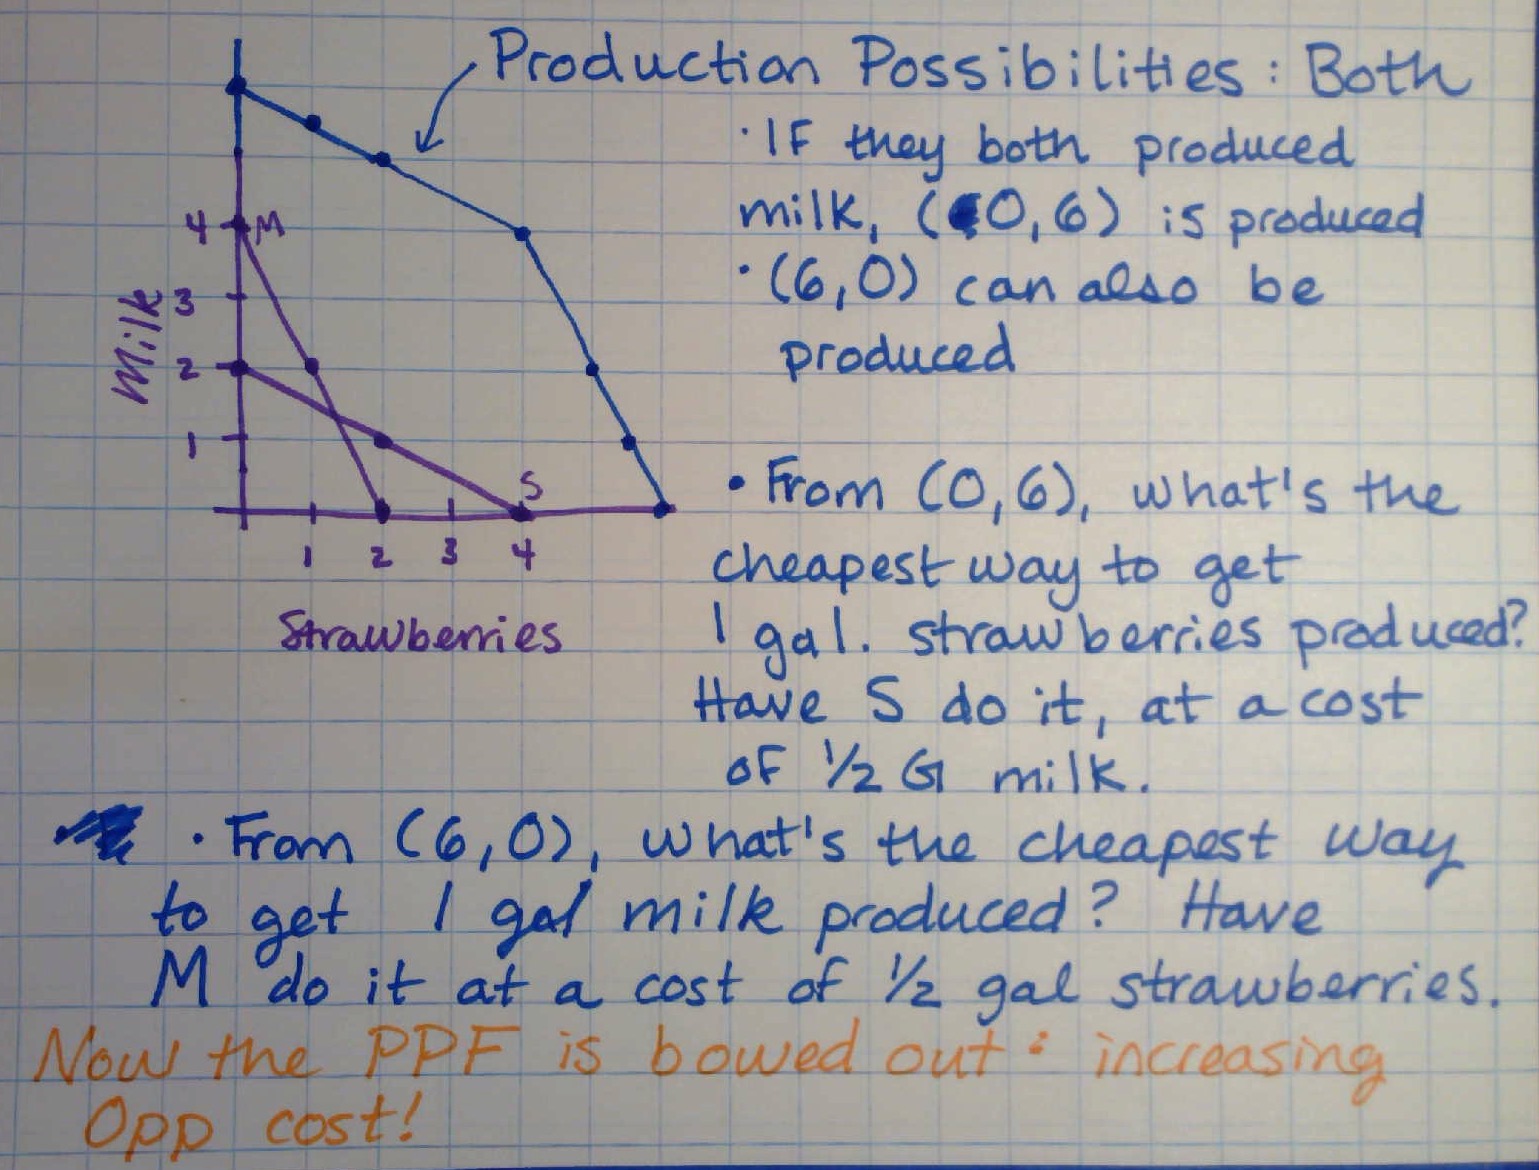 Production Possibilities: Both
· IF they both produced
milk, (0,6) is produced
· (6,0) can also be
produced
4 M
3
2
1
Milk
S
1 2 3 4
Strawberries
• From (0,6), what's the
cheapest way to get
1 gal. strawberries produced?
Have S do it, at a cost
of 1/2 G milk.
· From (6,0), what's the cheapest way
to get 1 gal milk produced? Have
M do it at a cost of 1/2 gal strawberries.
Now the PPF is bowed out: increasing
Opp cost!